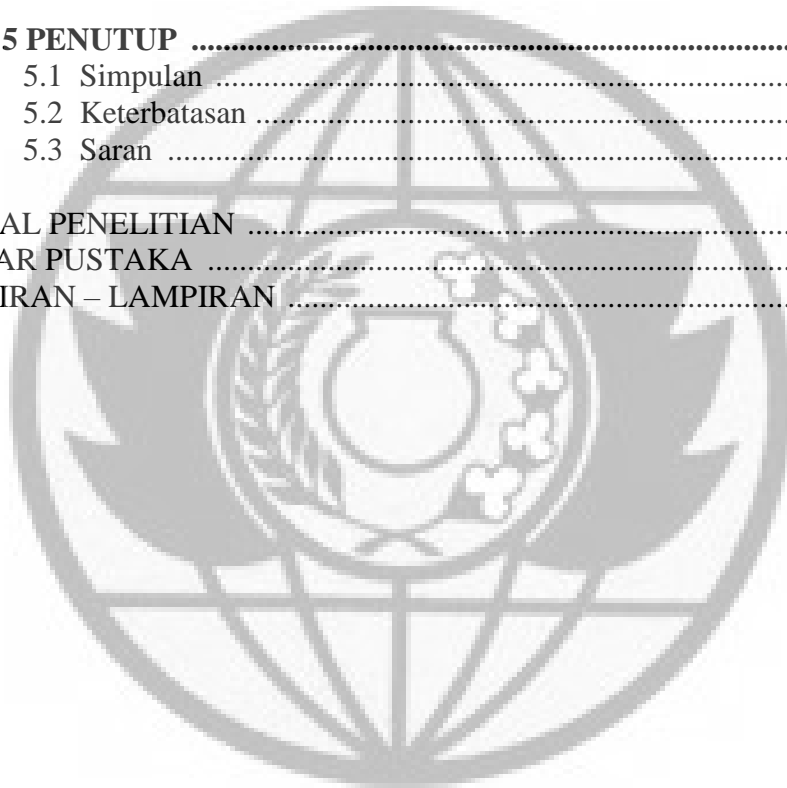 5 PENUTUP ................................................................
5.1 Simpulan ................................................................
5.2 Keterbatasan ................................................................
5.3 Saran ................................................................
AL PENELITIAN ................................................................
AR PUSTAKA ................................................................
IRAN – LAMPIRAN ................................................................